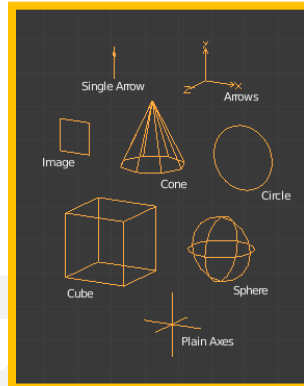 Single Arrow
Y
X
Z
Arrows
Image
Cone
Circle
Cube
Sphere
Plain Axes